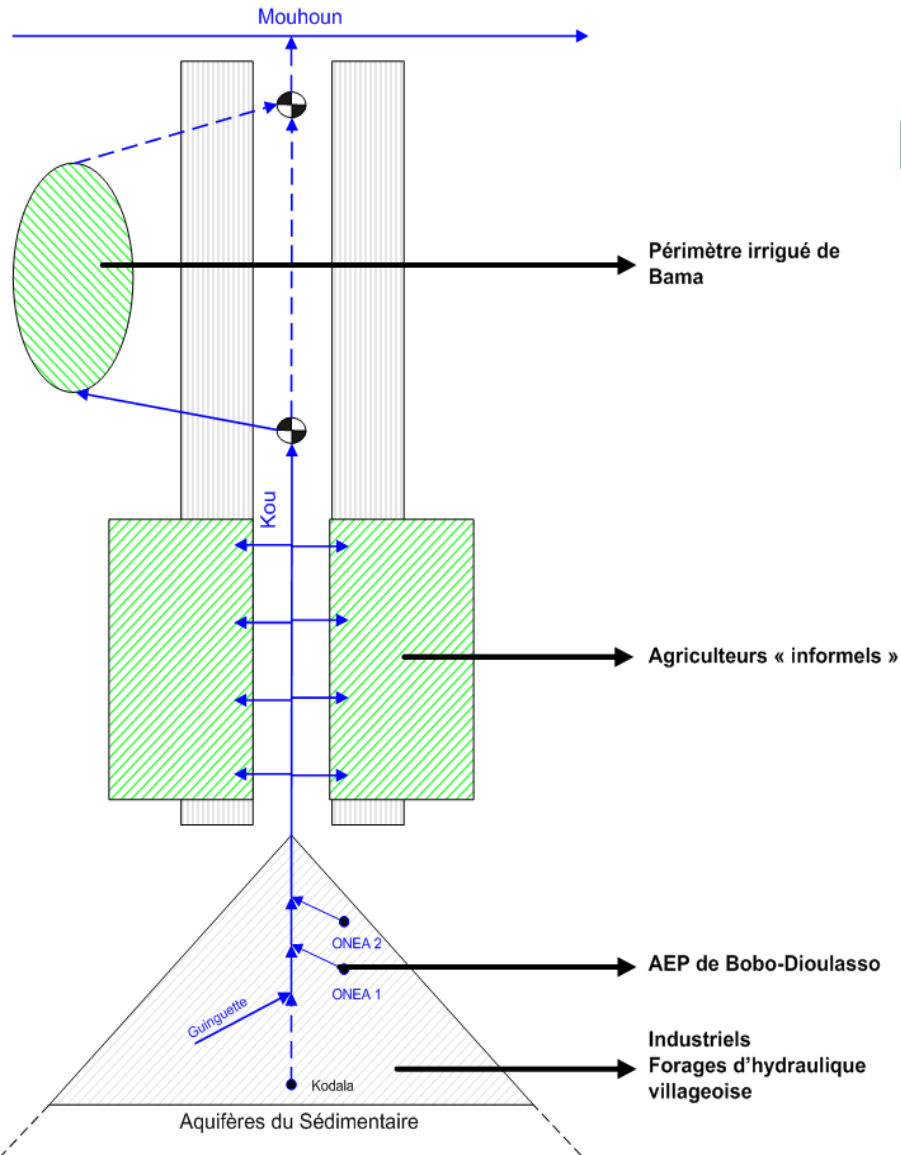 Mouhoun
Périmètre irrigué de
Bama
Kou
Agriculteurs « informels »
ONEA 2
AEP de Bobo-Dioulasso
ONEA 1
Guinguette
Industriels
Forages d’hydraulique
villageoise
Kodala
Aquifères du Sédimentaire